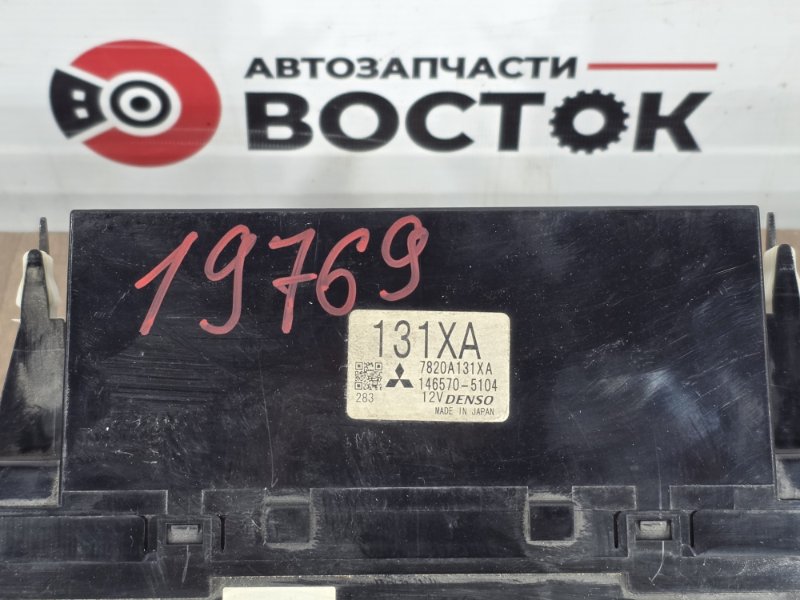 АВТОЗАПЧАСТИ
ВОСТОК
19769
131XA
7820A131XA
146570-5104
283
12V DENSO
MADE IN JAPAN